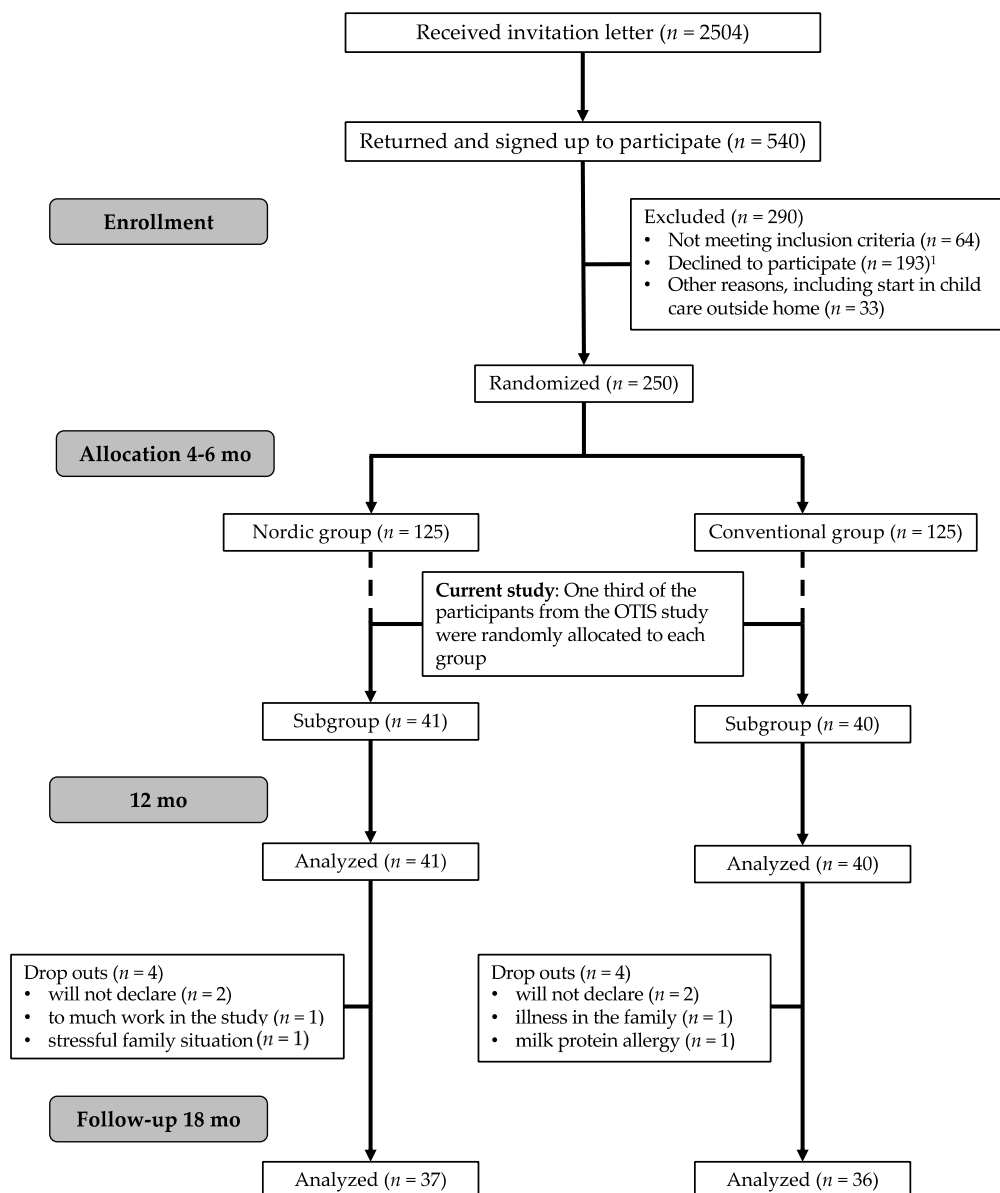 Received invitation letter (n = 2504)
Returned and signed up to participate (n = 540)
Enrollment
Excluded (n = 290)
• Not meeting inclusion criteria (n = 64)
• Declined to participate (n = 193)¹
• Other reasons, including start in child
care outside home (n = 33)
Randomized (n = 250)
Allocation 4-6 mo
Nordic group (n = 125)
Conventional group (n = 125)
Current study: One third of the
participants from the OTIS study
were randomly allocated to each
group
Subgroup (n = 41)
Subgroup (n = 40)
12 mo
Analyzed (n = 41)
Analyzed (n = 40)
Drop outs (n = 4)
• will not declare (n = 2)
• to much work in the study (n = 1)
• stressful family situation (n = 1)
Drop outs (n = 4)
• will not declare (n = 2)
• illness in the family (n = 1)
• milk protein allergy (n = 1)
Follow-up 18 mo
Analyzed (n = 37)
Analyzed (n = 36)